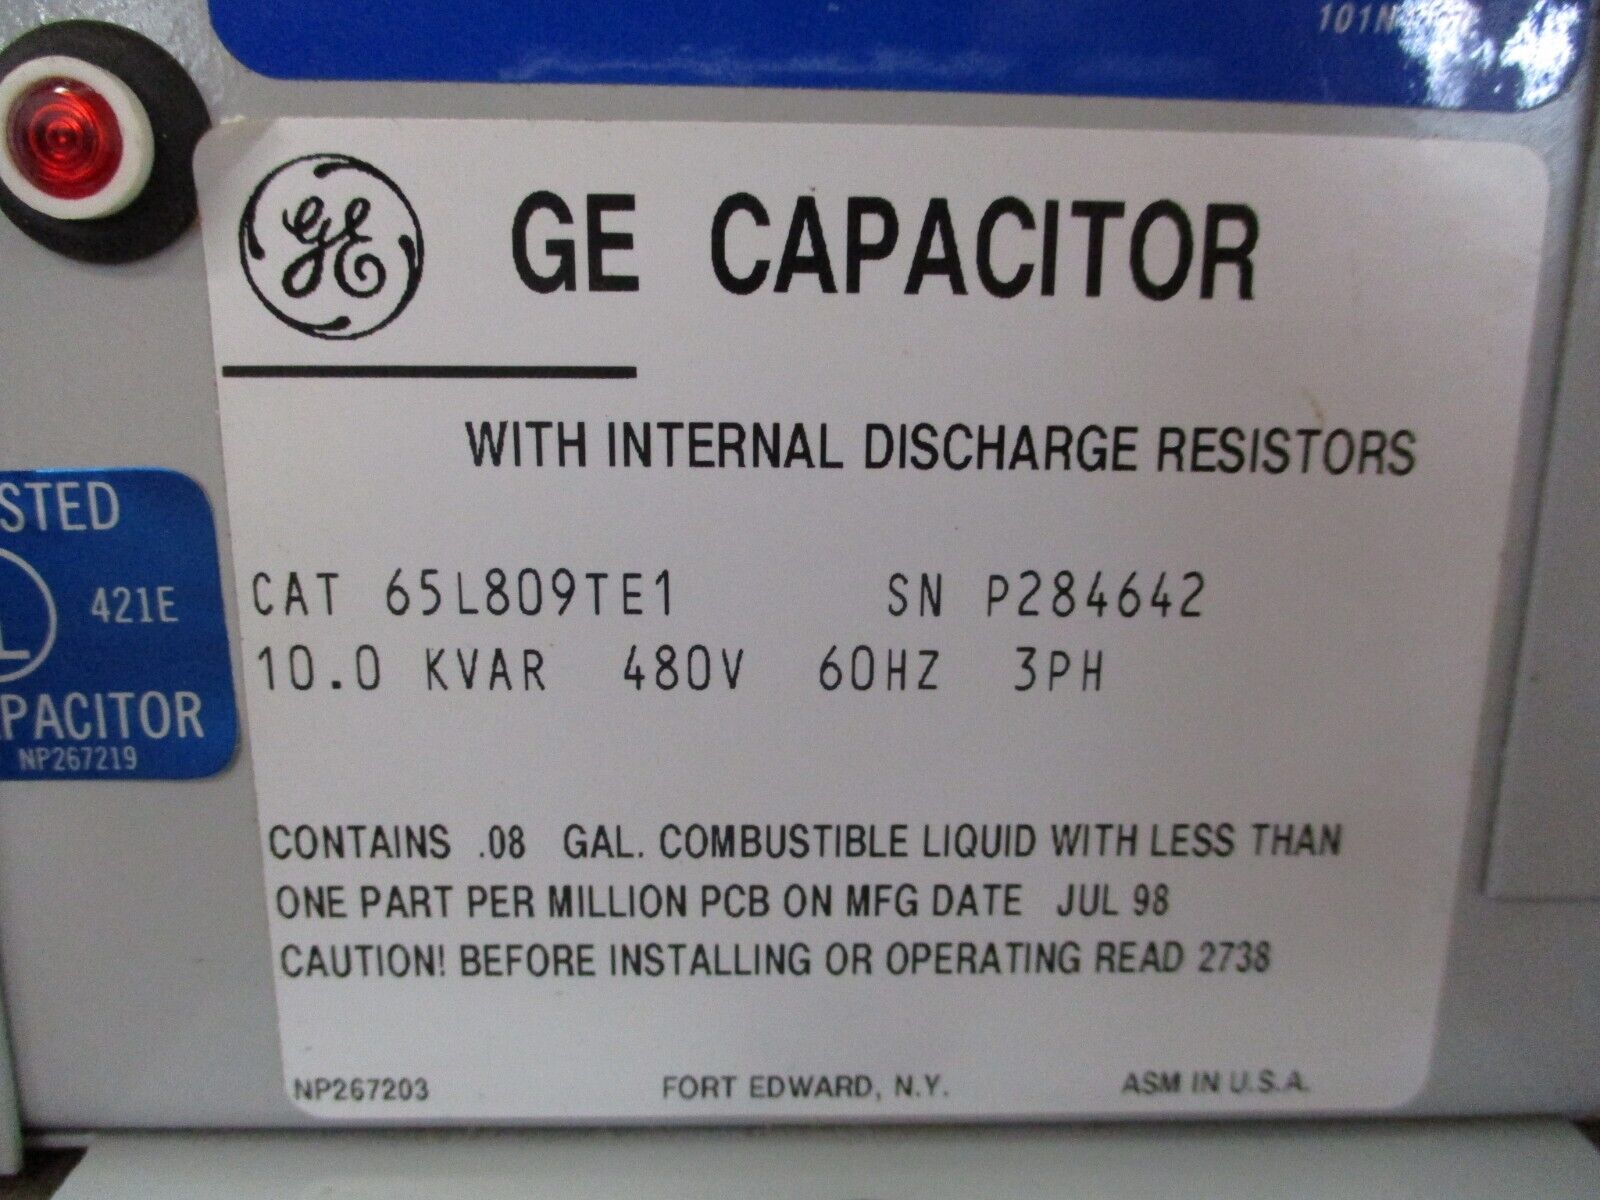 GE
GE CAPACITOR
WITH INTERNAL DISCHARGE RESISTORS
CAT 65L809TE1 SN P284642
10.0 KVAR 480V 60HZ 3PH
CONTAINS .08 GAL. COMBUSTIBLE LIQUID WITH LESS THAN
ONE PART PER MILLION PCB ON MFG DATE JUL 98
CAUTION! BEFORE INSTALLING OR OPERATING READ 2738
NP267203 FORT EDWARD, N.Y. ASM IN U.S.A.
STED
L 421E
PACITOR
NP267219